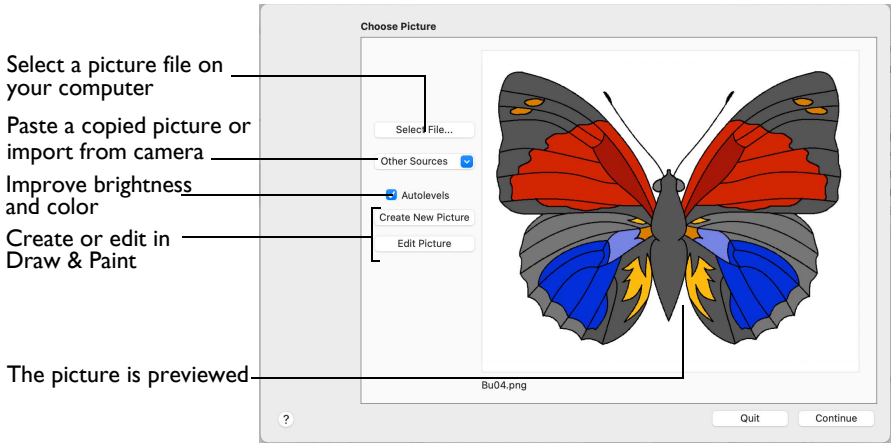 Choose Picture
Select a picture file on
your computer
Select File...
Paste a copied picture or
import from camera
Other Sources
Improve brightness
and color
Autolevels
Create New Picture
Create or edit in
Draw & Paint
Edit Picture
The picture is previewed
Bu04.png
?
Quit
Continue